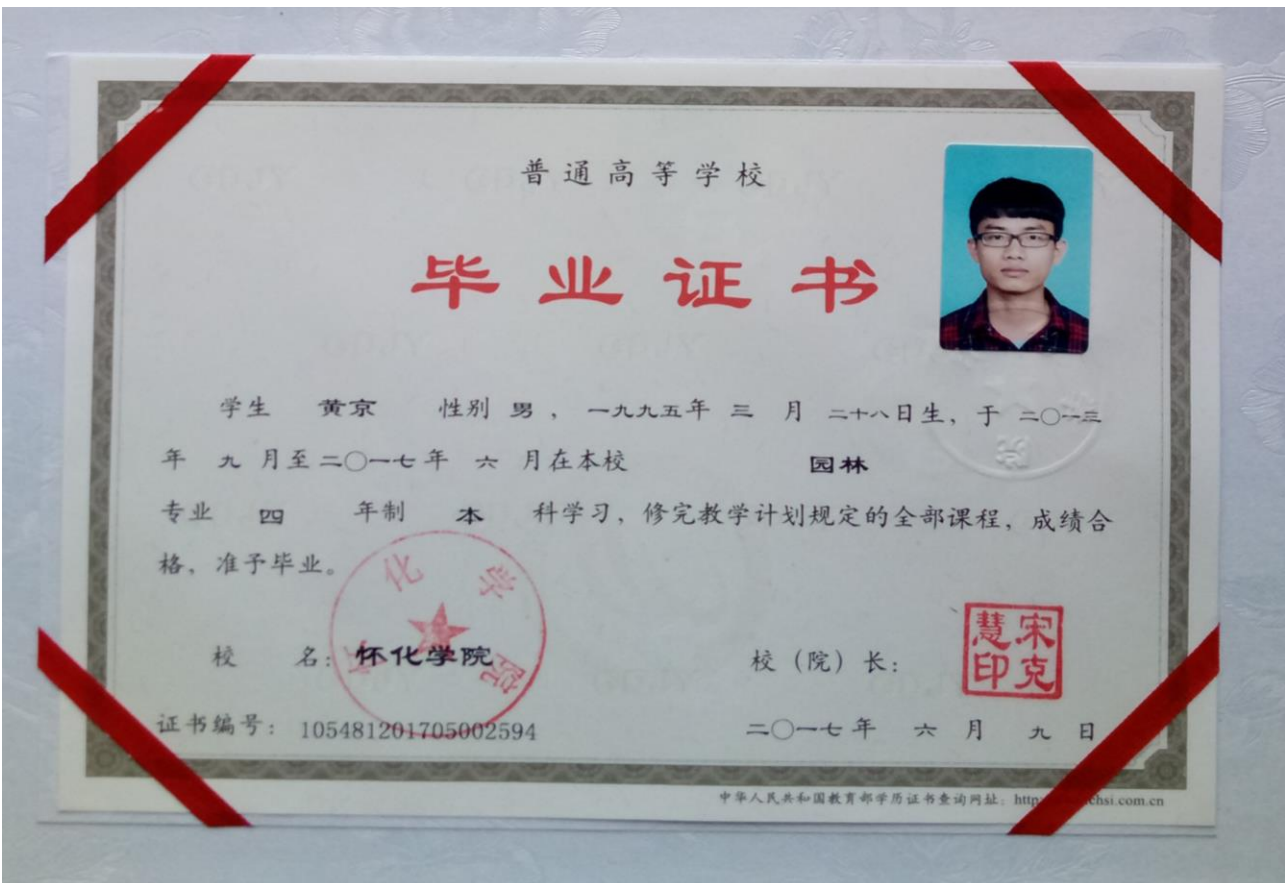 普通高等学校
毕业证书
学生 黄京 性别 男 ， 一九九五年 三 月 二十八日生，于 二〇一三
年 九 月至二〇一七年 六 月在本校 园林
专业 四 年制 本 科学习，修完教学计划规定的全部课程，成绩合
格，准予毕业。
化学院
校 名：怀化学院
校（院）长：
宋克慧印
证书编号：105481201705002594
二〇一七年 六 月 九 日
中华人民共和国教育部学历证书查询网址：http chsi.com.cn